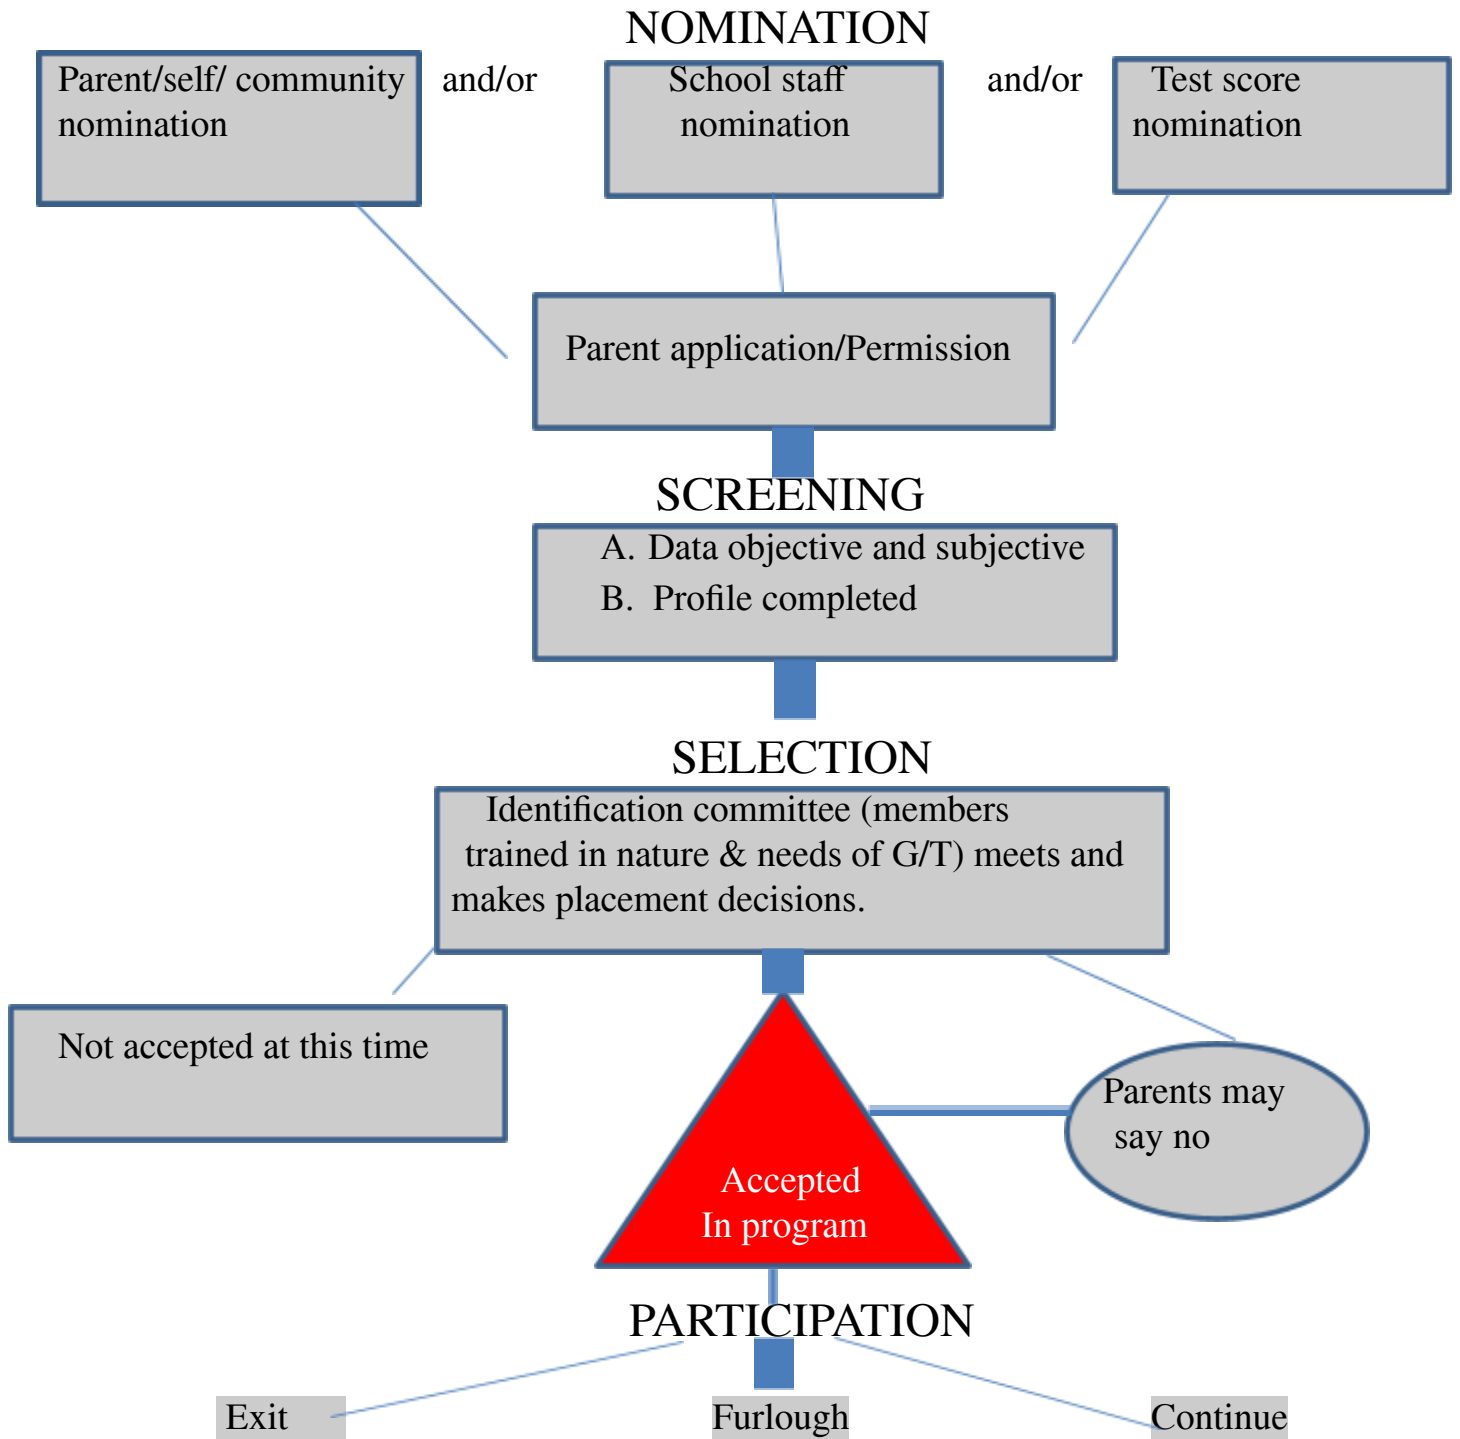 NOMINATION
Parent/self/ community
nomination
and/or
School staff
nomination
and/or
Test score
nomination
Parent application/Permission
SCREENING
A. Data objective and subjective
B. Profile completed
SELECTION
Identification committee (members
trained in nature & needs of G/T) meets and
makes placement decisions.
Not accepted at this time
Accepted
In program
Parents may
say no
PARTICIPATION
Exit
Furlough
Continue